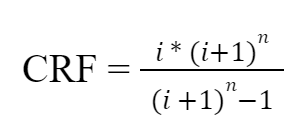 CRF = i * (i+1)^n / (i +1)^n −1